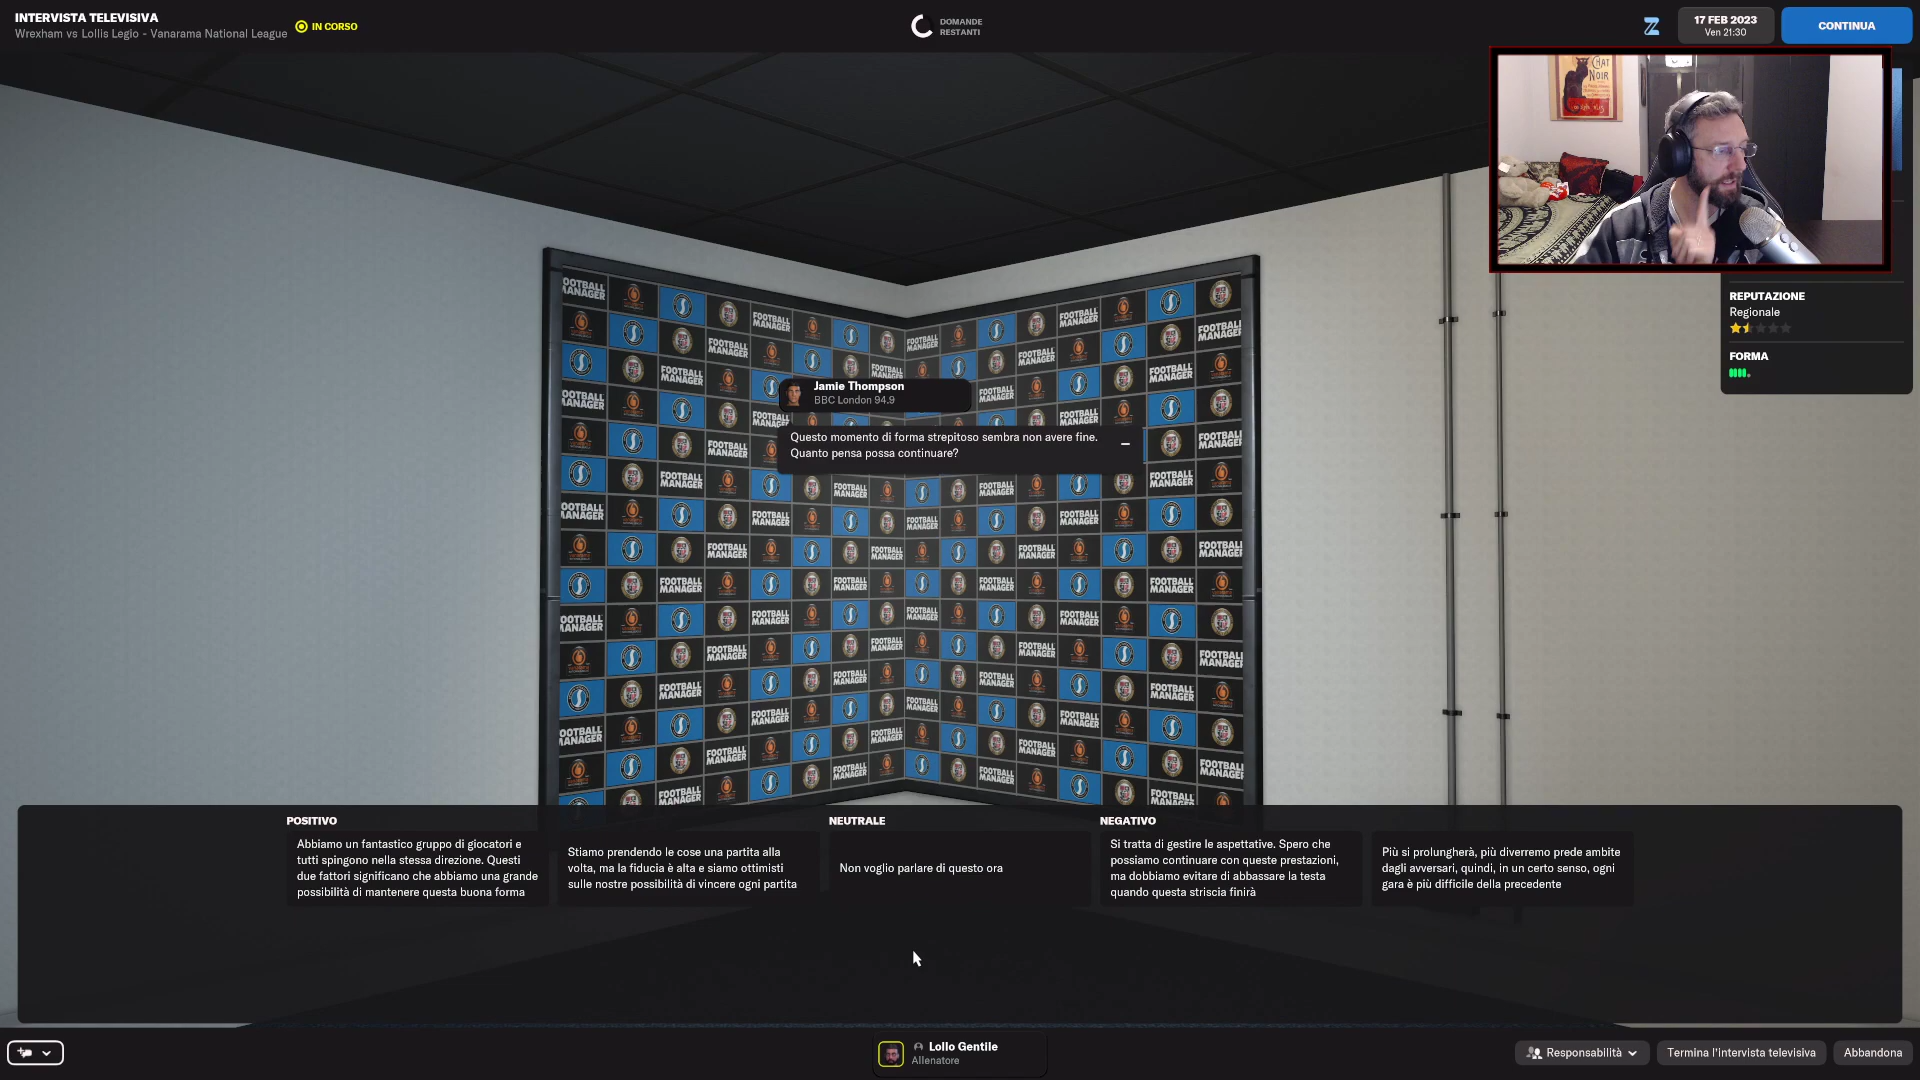 INTERVISTA TELEVISIVA
Wrexham vs Lollis Legio - Vanarama National League
IN CORSO
DOMANDE
RESTANTI
17 FEB 2023
Ven 21:30
CONTINUA
CHAT
NOIR
REPUTAZIONE
Regionale
FORMA
FOOTBALL
MANAGER
Jamie Thompson
BBC London 94.9
Questo momento di forma strepitoso sembra non avere fine.
Quanto pensa possa continuare?
POSITIVO
Abbiamo un fantastico gruppo di giocatori e
tutti spingono nella stessa direzione. Questi
due fattori significano che abbiamo una grande
possibilità di mantenere questa buona forma
Stiamo prendendo le cose una partita alla
volta, ma la fiducia è alta e siamo ottimisti
sulle nostre possibilità di vincere ogni partita
NEUTRALE
Non voglio parlare di questo ora
NEGATIVO
Si tratta di gestire le aspettative. Spero che
possiamo continuare con queste prestazioni,
ma dobbiamo evitare di abbassare la testa
quando questa striscia finirà
Più si prolungherà, più diverremo prede ambite
dagli avversari, quindi, in un certo senso, ogni
gara è più difficile della precedente
Lollo Gentile
Allenatore
Responsabilità
Termina l'intervista televisiva
Abbandona